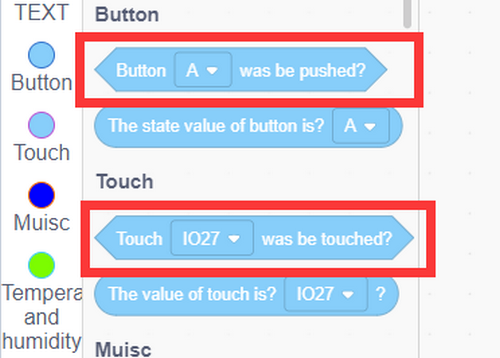 TEXT
Button
Touch
Muisc
Tempera
and
humidity
Button
Button A was be pushed?
The state value of button is? A
Touch
Touch IO27 was be touched?
The value of touch is? IO27 ?
Muisc